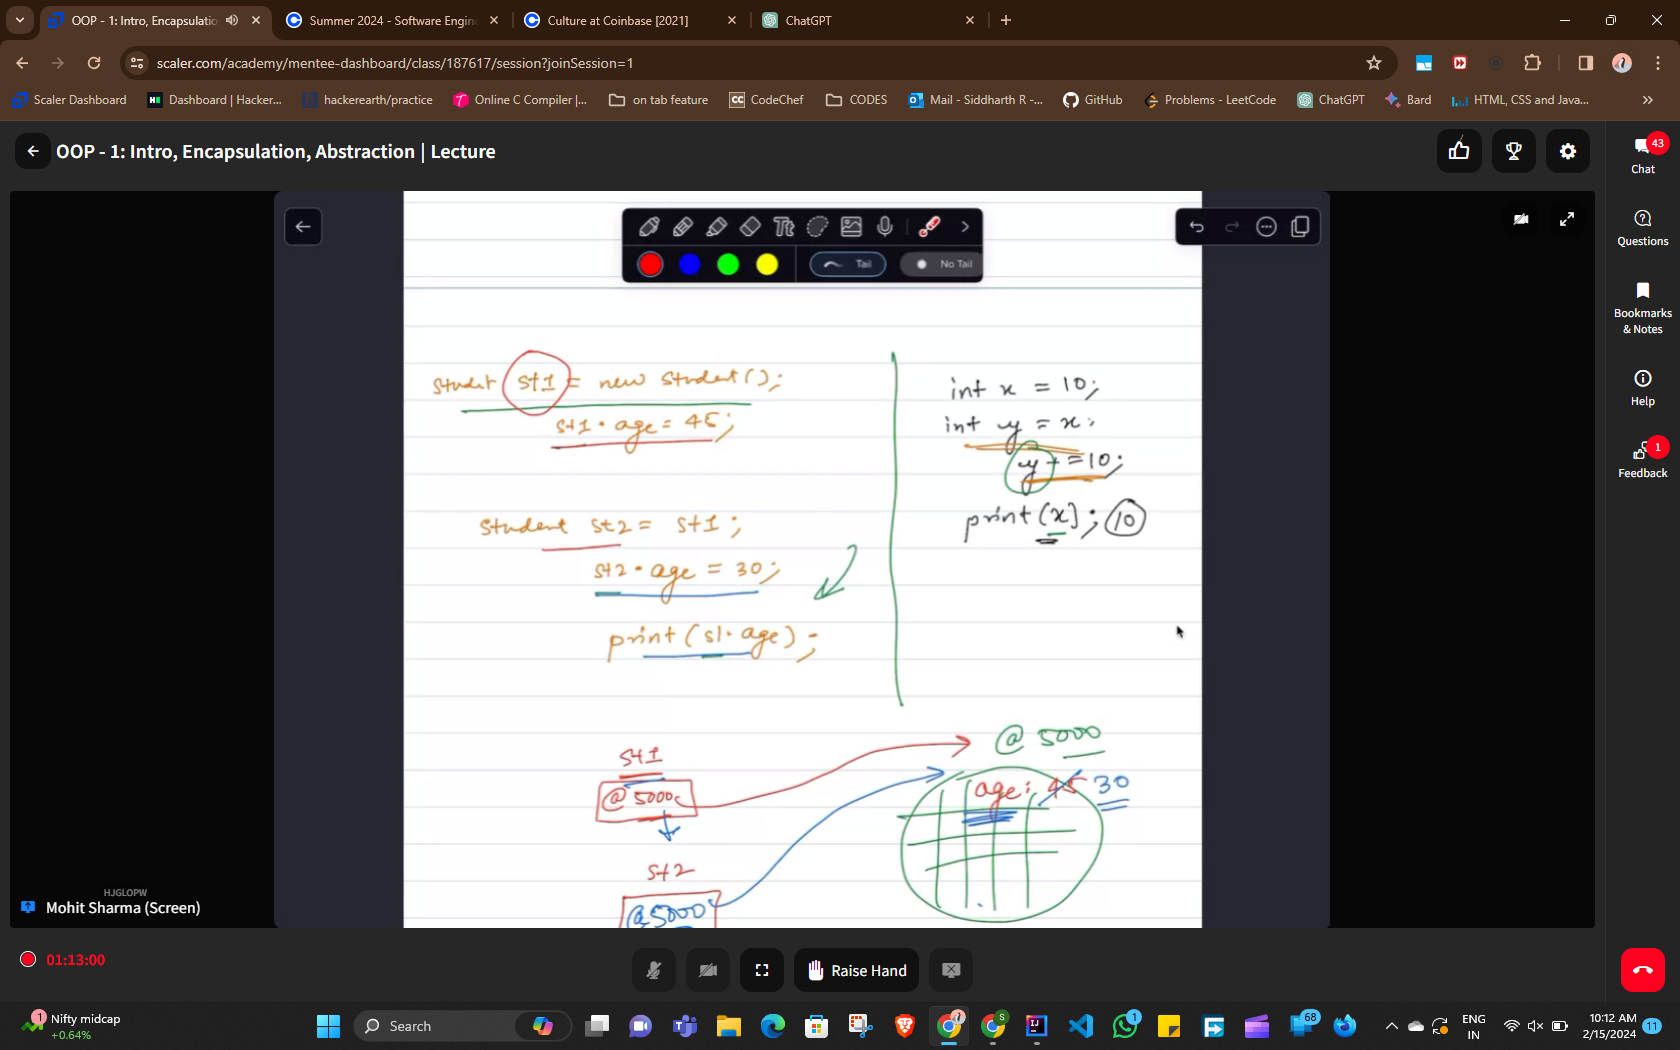 OOP - 1: Intro, Encapsulatio
Summer 2024 - Software Engin
Culture at Coinbase [2021]
ChatGPT
scaler.com/academy/mentee-dashboard/class/187617/session?joinSession=1
Scaler Dashboard
Dashboard | Hacker...
hackerearth/practice
Online C Compiler |...
on tab feature
CodeChef
CODES
Mail - Siddharth R -...
GitHub
Problems - LeetCode
ChatGPT
Bard
HTML, CSS and Java...
OOP - 1: Intro, Encapsulation, Abstraction | Lecture
43
Chat
Questions
Bookmarks
& Notes
Help
1
Feedback
Tt
Tail
No Tail
Studet st1 = new Student();
st1.age = 45;
Student st2 = st1;
st2.age = 30;
print(s1.age);
int x = 10;
int y = x;
y+=10;
print(x); 10
@ 5000
age: 45 30
st1
@ 5000
st2
@5000
HJGLOPW
Mohit Sharma (Screen)
01:13:00
Raise Hand
1
Nifty midcap
+0.64%
Search
S
1
68
ENG
IN
10:12 AM
2/15/2024
11